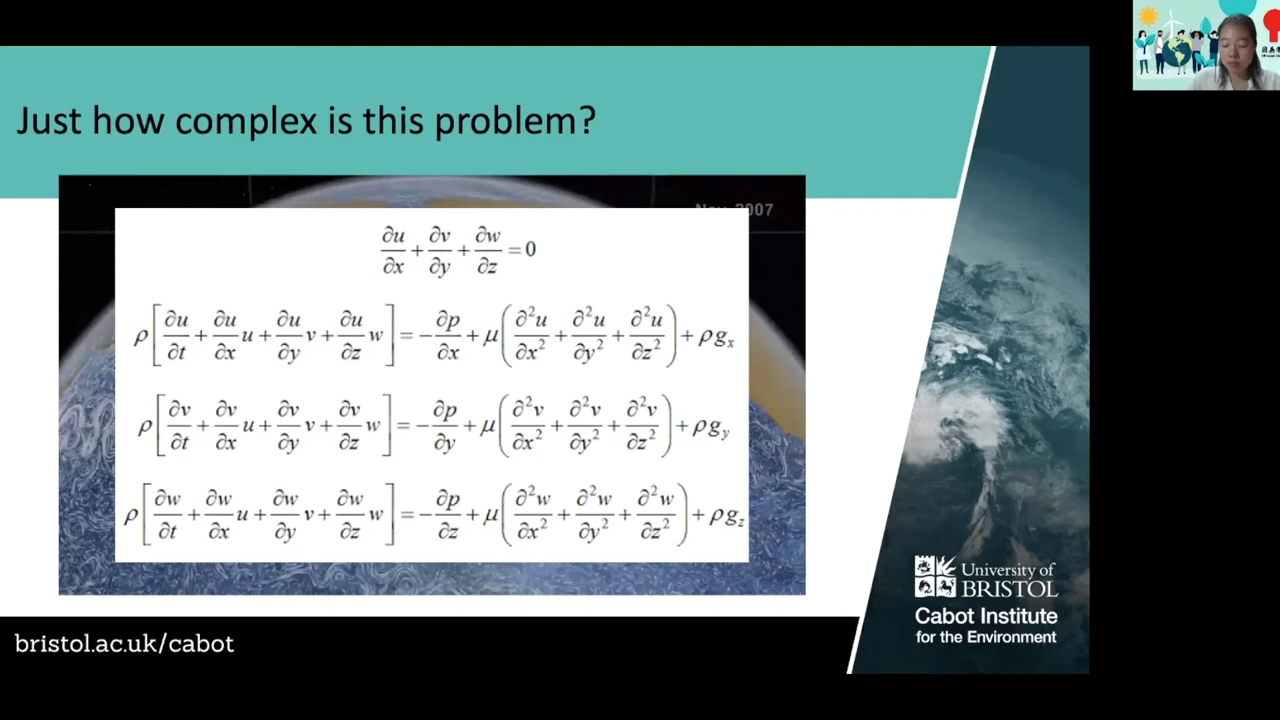 Just how complex is this problem?
Nov 2007
∂u/∂x + ∂v/∂y + ∂w/∂z = 0
ρ[∂u/∂t + ∂u/∂x u + ∂u/∂y v + ∂u/∂z w] = −∂p/∂x + μ(∂²u/∂x² + ∂²u/∂y² + ∂²u/∂z²) + ρg_x
ρ[∂v/∂t + ∂v/∂x u + ∂v/∂y v + ∂v/∂z w] = −∂p/∂y + μ(∂²v/∂x² + ∂²v/∂y² + ∂²v/∂z²) + ρg_y
ρ[∂w/∂t + ∂w/∂x u + ∂w/∂y v + ∂w/∂z w] = −∂p/∂z + μ(∂²w/∂x² + ∂²w/∂y² + ∂²w/∂z²) + ρg_z
University of
BRISTOL
Cabot Institute
for the Environment
bristol.ac.uk/cabot